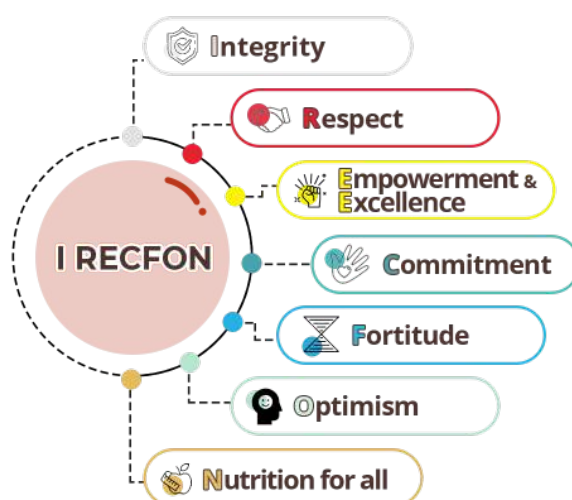 Integrity
Respect
Empowerment &
Excellence
I RECFON
Commitment
Fortitude
Optimism
Nutrition for all